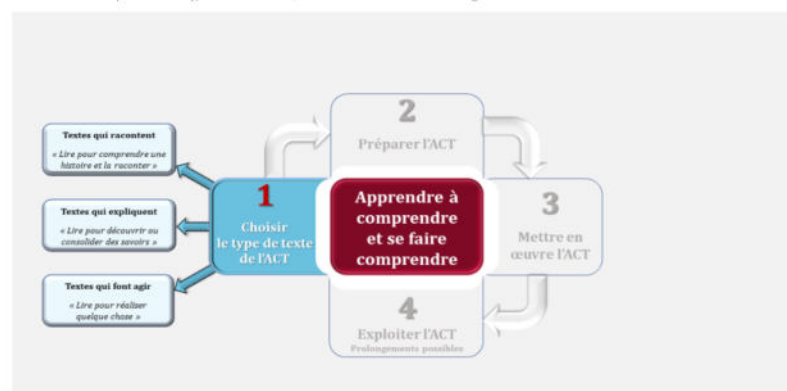 Textes qui racontent
« Lire pour comprendre une
histoire et la raconter »
Textes qui expliquent
« Lire pour découvrir ou
consolider des savoirs »
Textes qui font agir
« Lire pour réaliser
quelque chose »
1
Choisir
le type de texte
de l'ACT
2
Préparer l'ACT
Apprendre à
comprendre
et se faire
comprendre
3
Mettre en
œuvre l'ACT
4
Exploiter l'ACT
Prolongements possibles